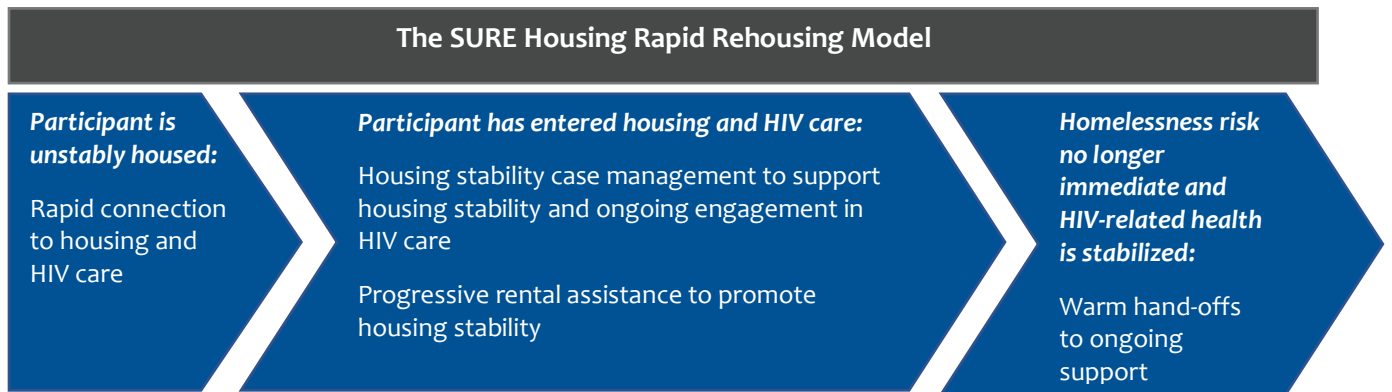 The SURE Housing Rapid Rehousing Model
Participant is
unstably housed:
Rapid connection
to housing and
HIV care
Participant has entered housing and HIV care:
Housing stability case management to support
housing stability and ongoing engagement in
HIV care
Progressive rental assistance to promote
housing stability
Homelessness risk
no longer
immediate and
HIV-related health
is stabilized:
Warm hand-offs
to ongoing
support